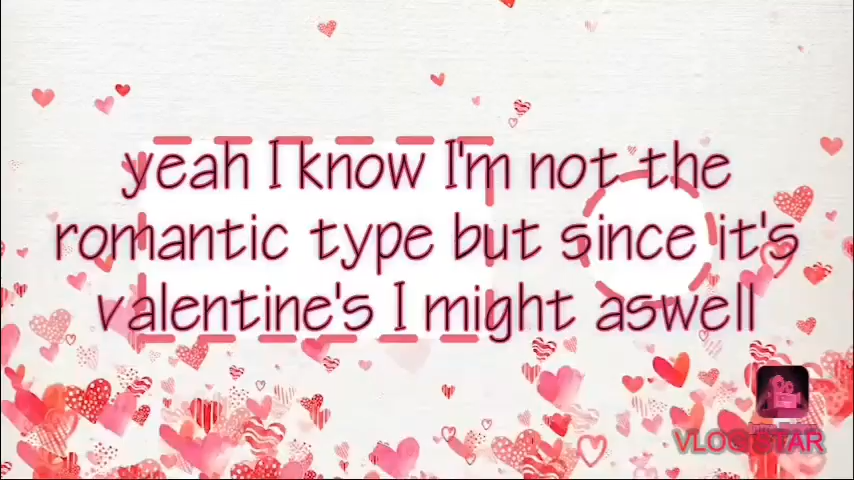 yeah I know I'm not the
romantic type but since it's
valentine's I might aswell
VLOG STAR